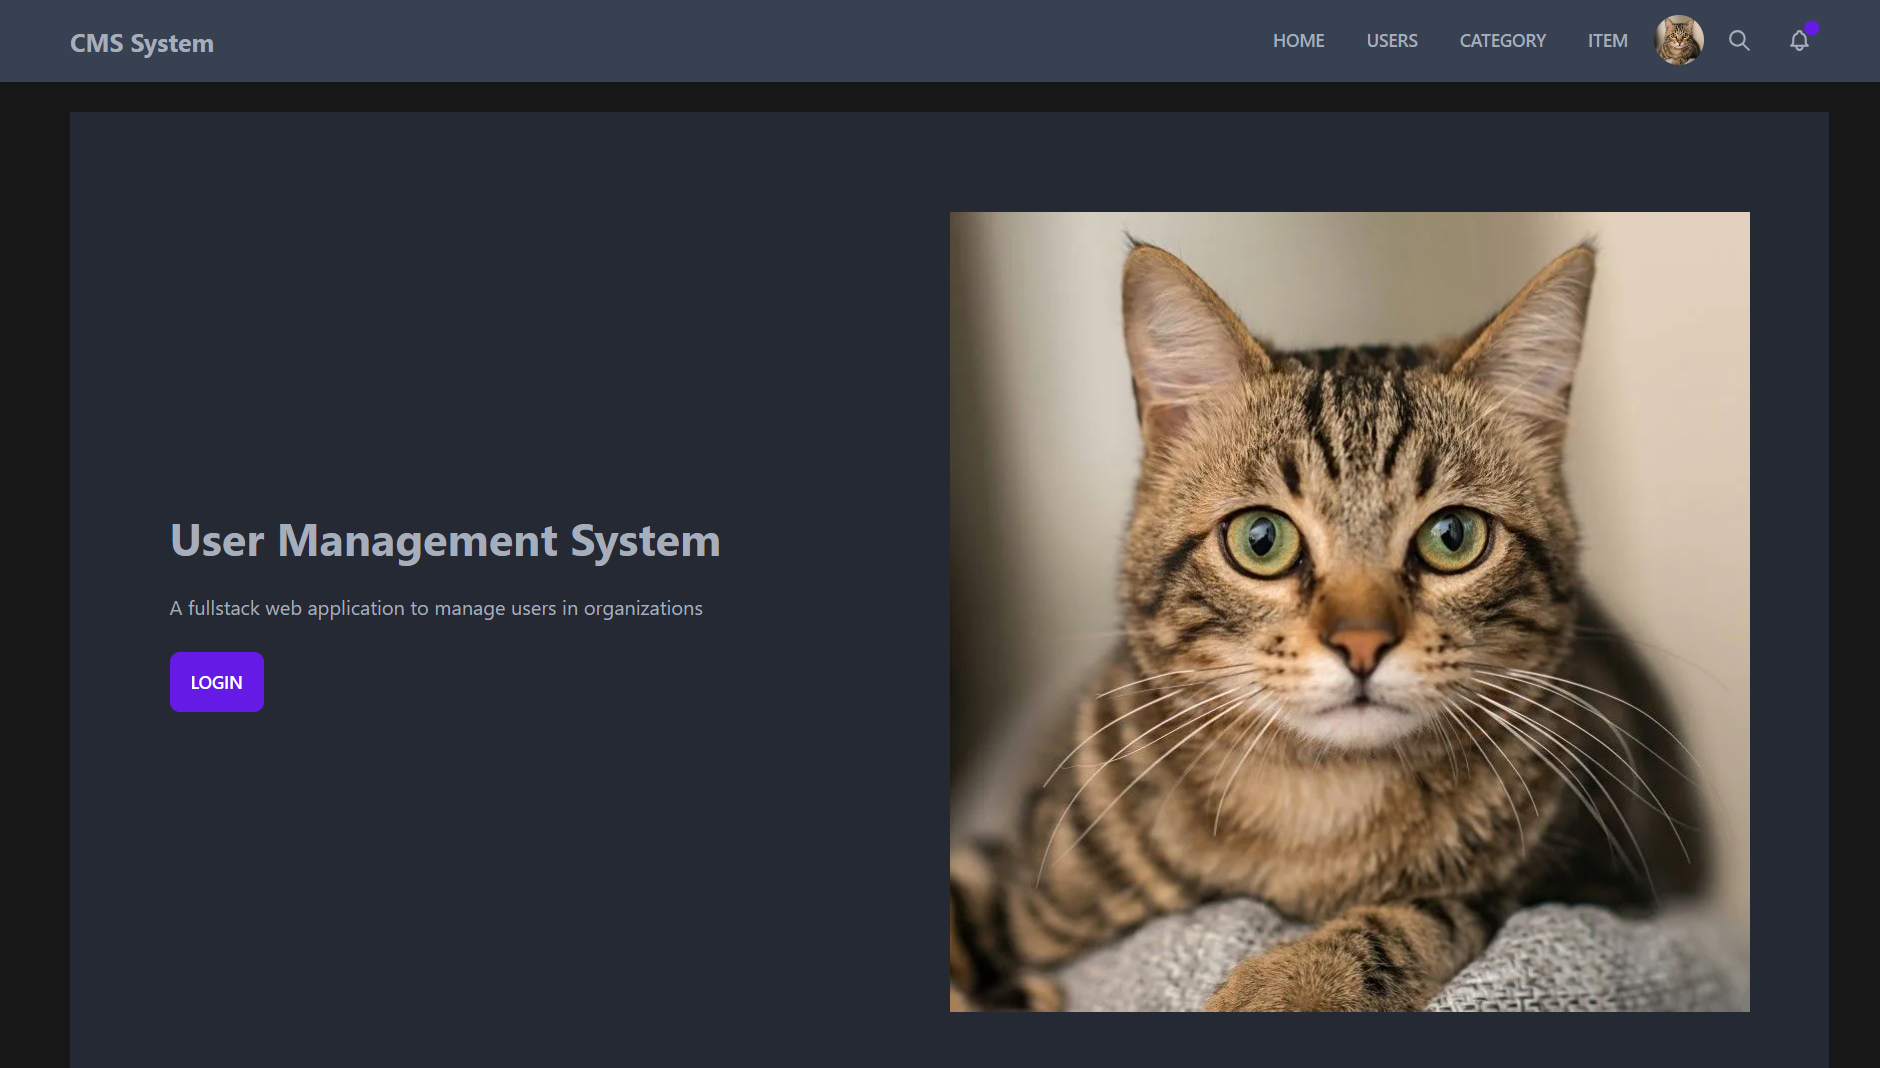 CMS System
HOME
USERS
CATEGORY
ITEM
User Management System
A fullstack web application to manage users in organizations
LOGIN